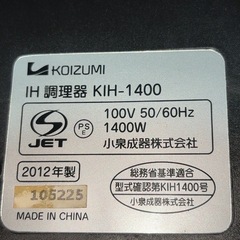 KOIZUMI
IH 調理器 KIH-1400
S JET
PS E
100V 50/60Hz
1400W
小泉成器株式会社
2012年製
105225
MADE IN CHINA
総務省基準適合
型式確認第KIH1400号
小泉成器株式会社